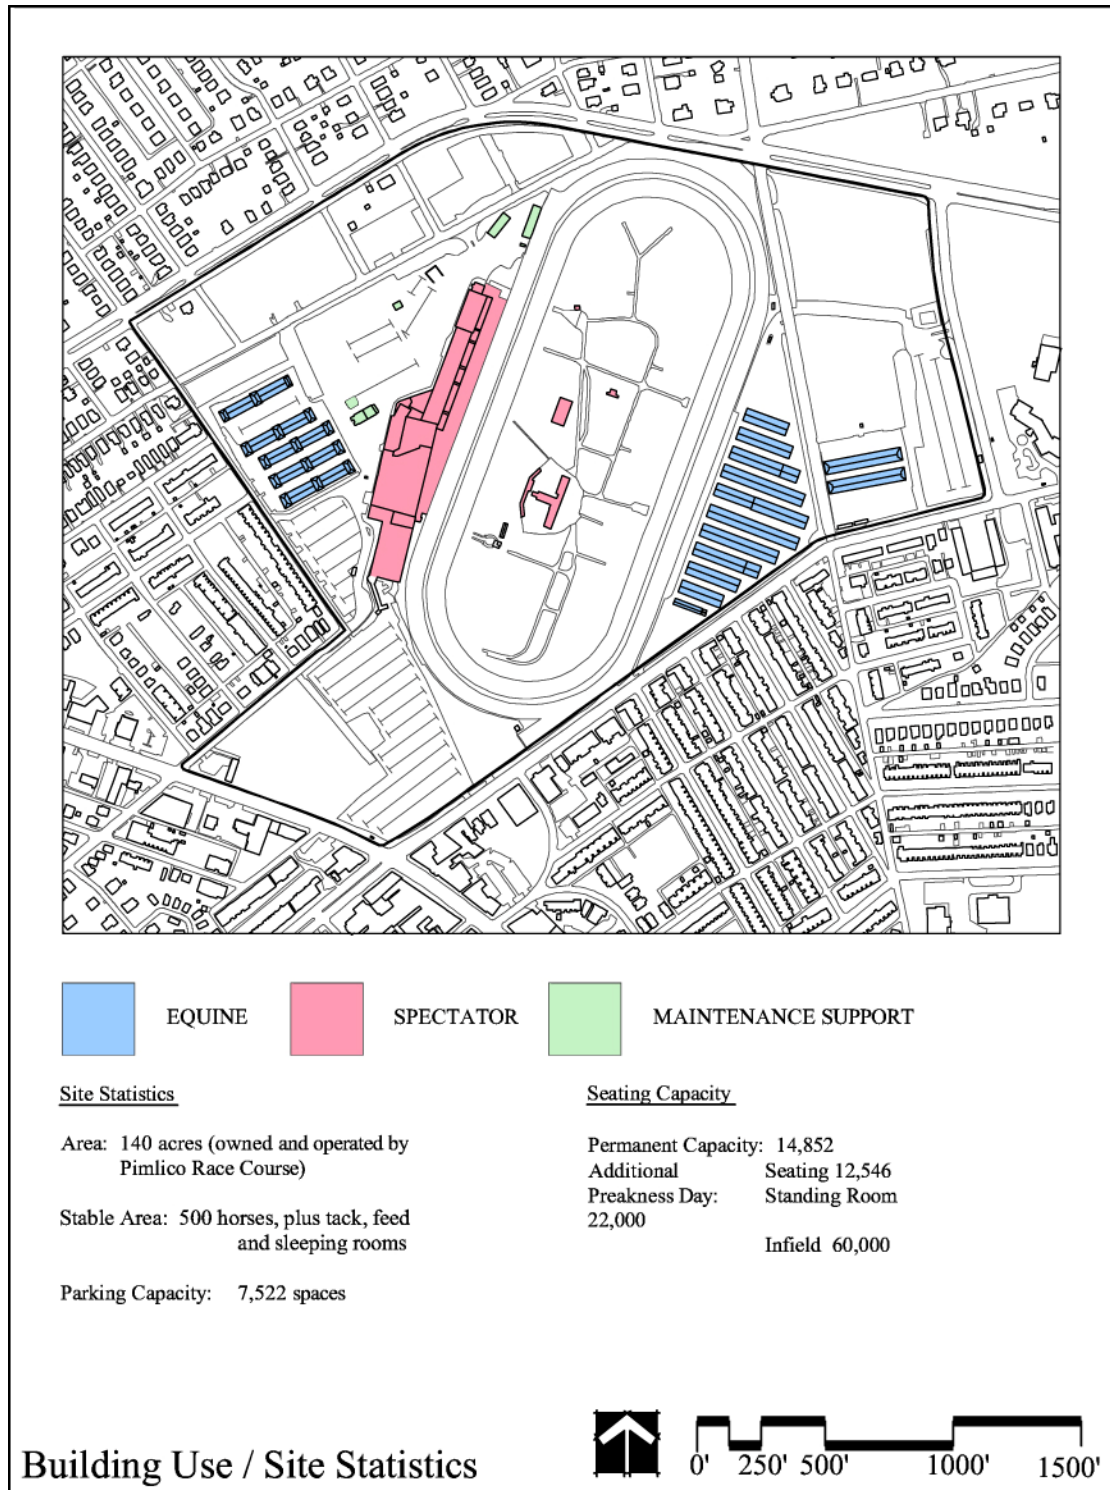 EQUINE
SPECTATOR
MAINTENANCE SUPPORT
Site Statistics
Area: 140 acres (owned and operated by
Pimlico Race Course)
Stable Area: 500 horses, plus tack, feed
and sleeping rooms
Parking Capacity: 7,522 spaces
Seating Capacity
Permanent Capacity: 14,852
Additional Seating 12,546
Preakness Day: Standing Room
22,000
Infield 60,000
Building Use / Site Statistics
0' 250' 500' 1000' 1500'